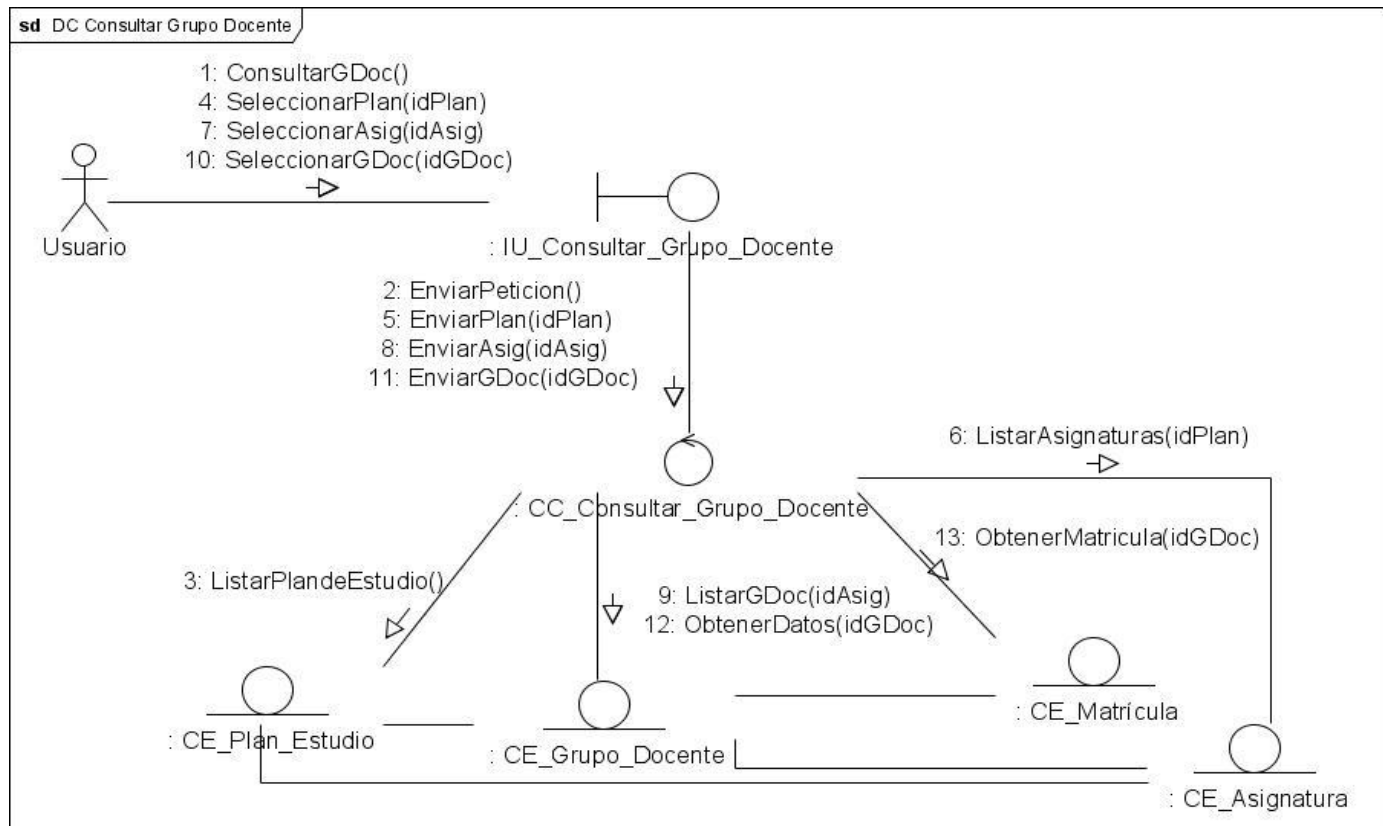 sd DC Consultar Grupo Docente
1: ConsultarGDoc()
4: SeleccionarPlan(idPlan)
7: SeleccionarAsig(idAsig)
10: SeleccionarGDoc(idGDoc)
Usuario
: IU_Consultar_Grupo_Docente
2: EnviarPeticion()
5: EnviarPlan(idPlan)
8: EnviarAsig(idAsig)
11: EnviarGDoc(idGDoc)
6: ListarAsignaturas(idPlan)
: CC_Consultar_Grupo_Docente
13: ObtenerMatricula(idGDoc)
3: ListarPlandeEstudio()
9: ListarGDoc(idAsig)
12: ObtenerDatos(idGDoc)
: CE_Matrícula
: CE_Plan_Estudio
: CE_Grupo_Docente
: CE_Asignatura